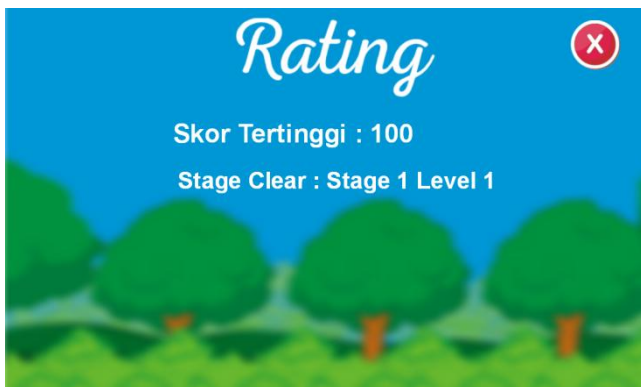 Rating
X
Skor Tertinggi : 100
Stage Clear : Stage 1 Level 1